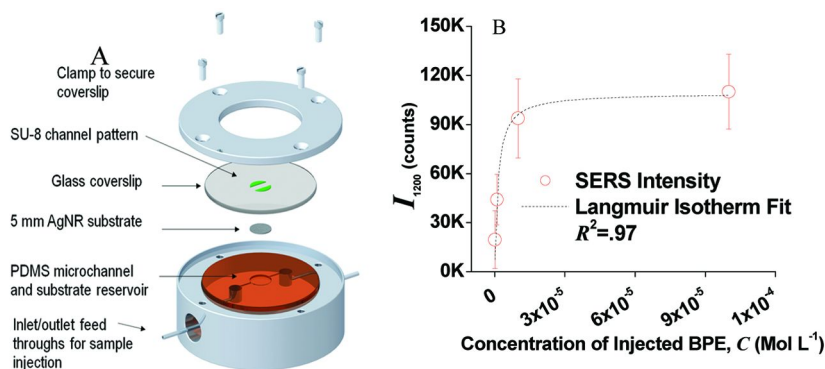 A
Clamp to secure
coverslip
SU-8 channel pattern
Glass coverslip
5 mm AgNR substrate
PDMS microchannel
and substrate reservoir
Inlet/outlet feed
throughs for sample
injection
B
150K
120K
90K
60K
30K
0K
I1200 (counts)
SERS Intensity
Langmuir Isotherm Fit
R²=.97
0
3x10⁻⁵
6x10⁻⁵
9x10⁻⁵
1x10⁻⁴
Concentration of Injected BPE, C (Mol L⁻¹)